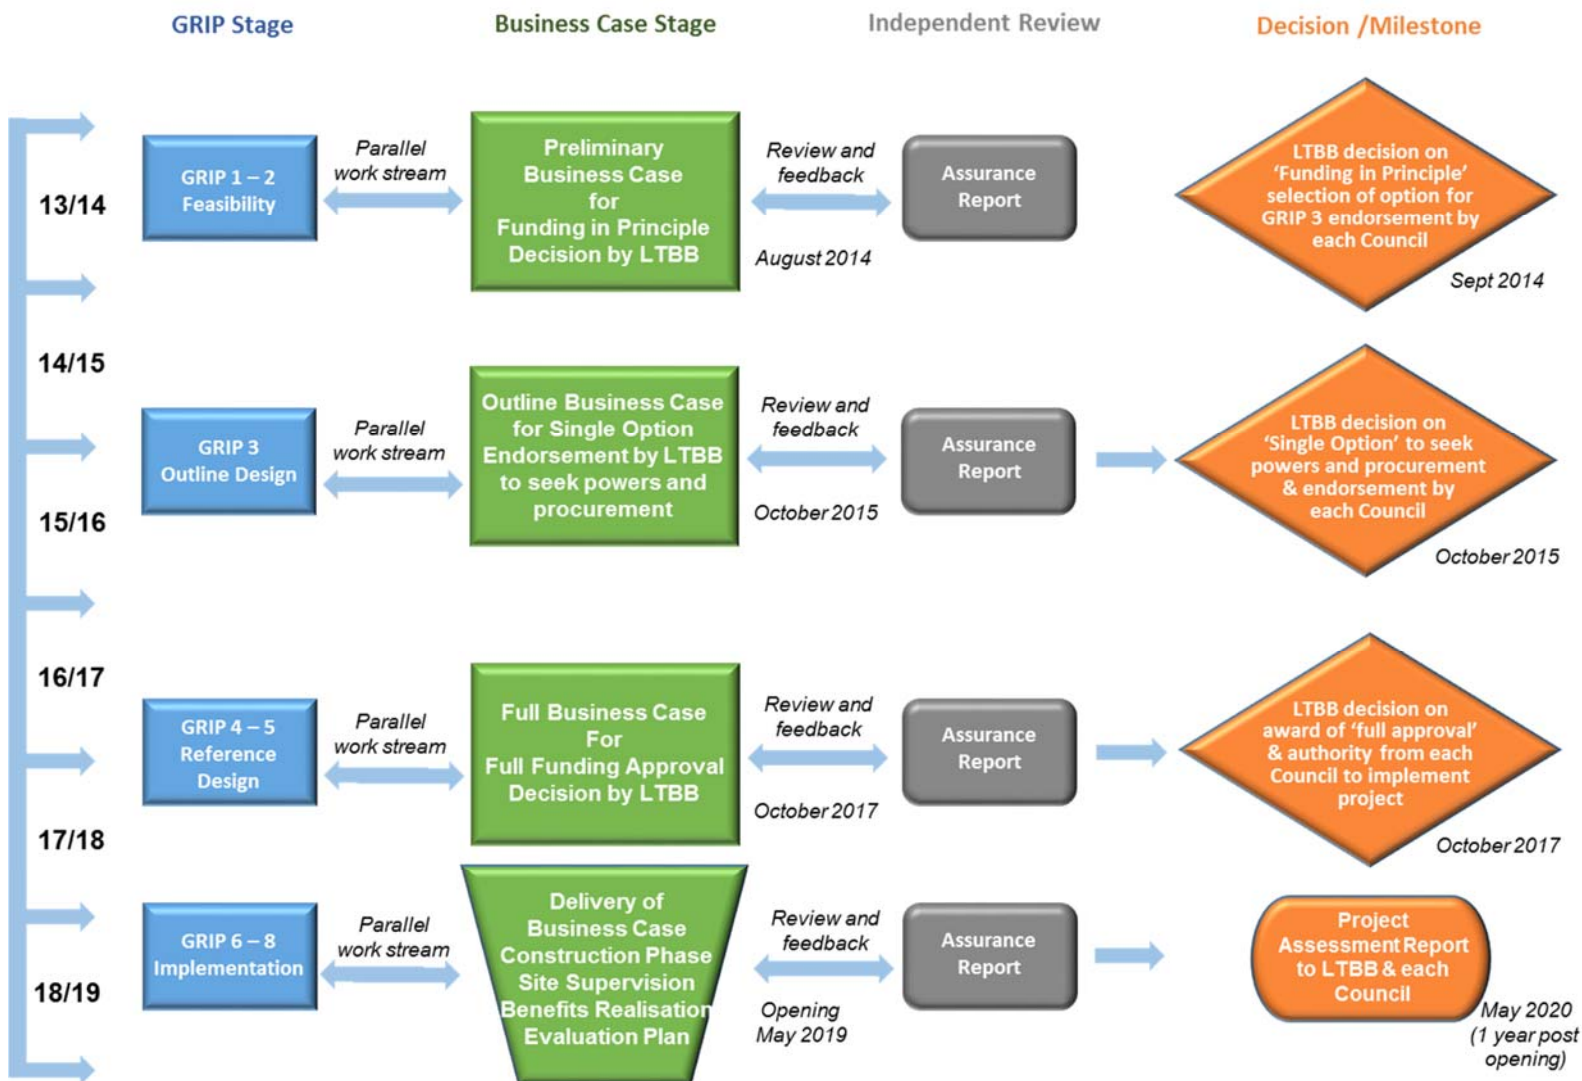 GRIP Stage
Business Case Stage
Independent Review
Decision /Milestone
13/14
GRIP 1 – 2
Feasibility
Parallel
work stream
Preliminary
Business Case
for
Funding in Principle
Decision by LTBB
Review and
feedback
August 2014
Assurance
Report
LTBB decision on
‘Funding in Principle’
selection of option for
GRIP 3 endorsement by
each Council
Sept 2014
14/15
GRIP 3
Outline Design
Parallel
work stream
Outline Business Case
for Single Option
Endorsement by LTBB
to seek powers and
procurement
Review and
feedback
October 2015
Assurance
Report
LTBB decision on
‘Single Option’ to seek
powers and procurement
& endorsement by
each Council
October 2015
15/16
16/17
GRIP 4 – 5
Reference
Design
Parallel
work stream
Full Business Case
For
Full Funding Approval
Decision by LTBB
Review and
feedback
October 2017
Assurance
Report
LTBB decision on
award of ‘full approval’
& authority from each
Council to implement
project
October 2017
17/18
GRIP 6 – 8
Implementation
Parallel
work stream
Delivery of
Business Case
Construction Phase
Site Supervision
Benefits Realisation
Evaluation Plan
Review and
feedback
Opening
May 2019
Assurance
Report
Project
Assessment Report
to LTBB & each
Council
May 2020
(1 year post
opening)
18/19